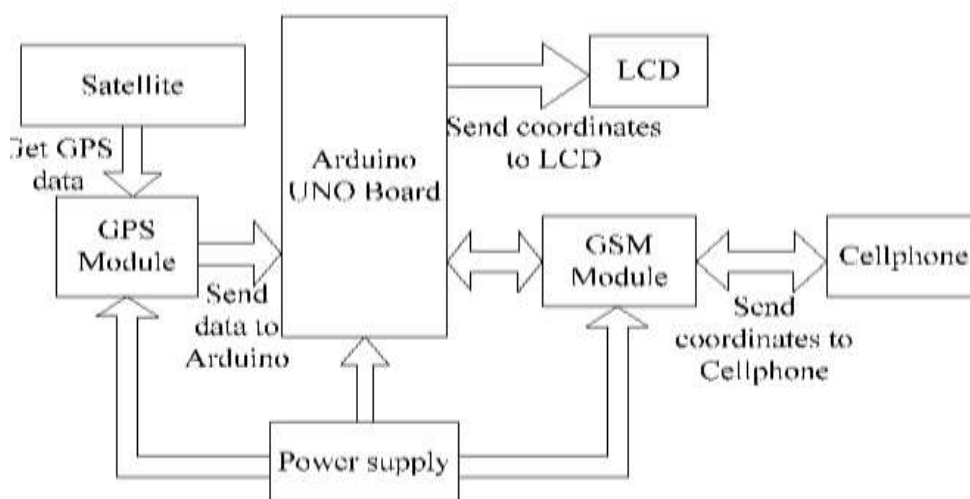 Satellite
Get GPS
data
GPS
Module
Send
data to
Arduino
Arduino
UNO Board
LCD
Send coordinates
to LCD
GSM
Module
Cellphone
Send
coordinates to
Cellphone
Power supply